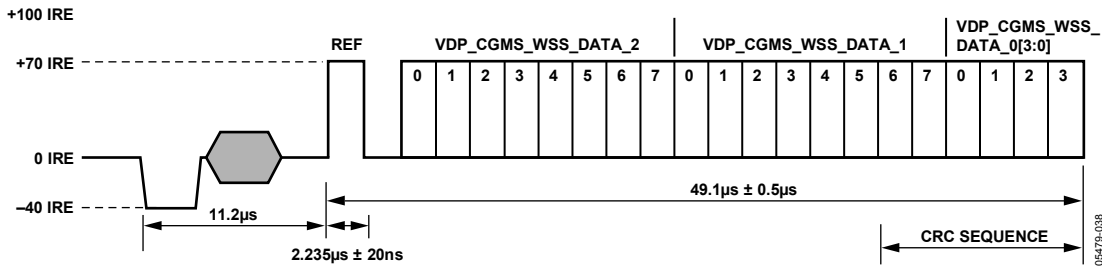 +100 IRE
REF
VDP_CGMS_WSS_DATA_2
VDP_CGMS_WSS_DATA_1
VDP_CGMS_WSS_
DATA_0[3:0]
+70 IRE
0 1 2 3 4 5 6 7 0 1 2 3 4 5 6 7 0 1 2 3
0 IRE
–40 IRE
11.2µs
49.1µs ± 0.5µs
2.235µs ± 20ns
CRC SEQUENCE
05479-038